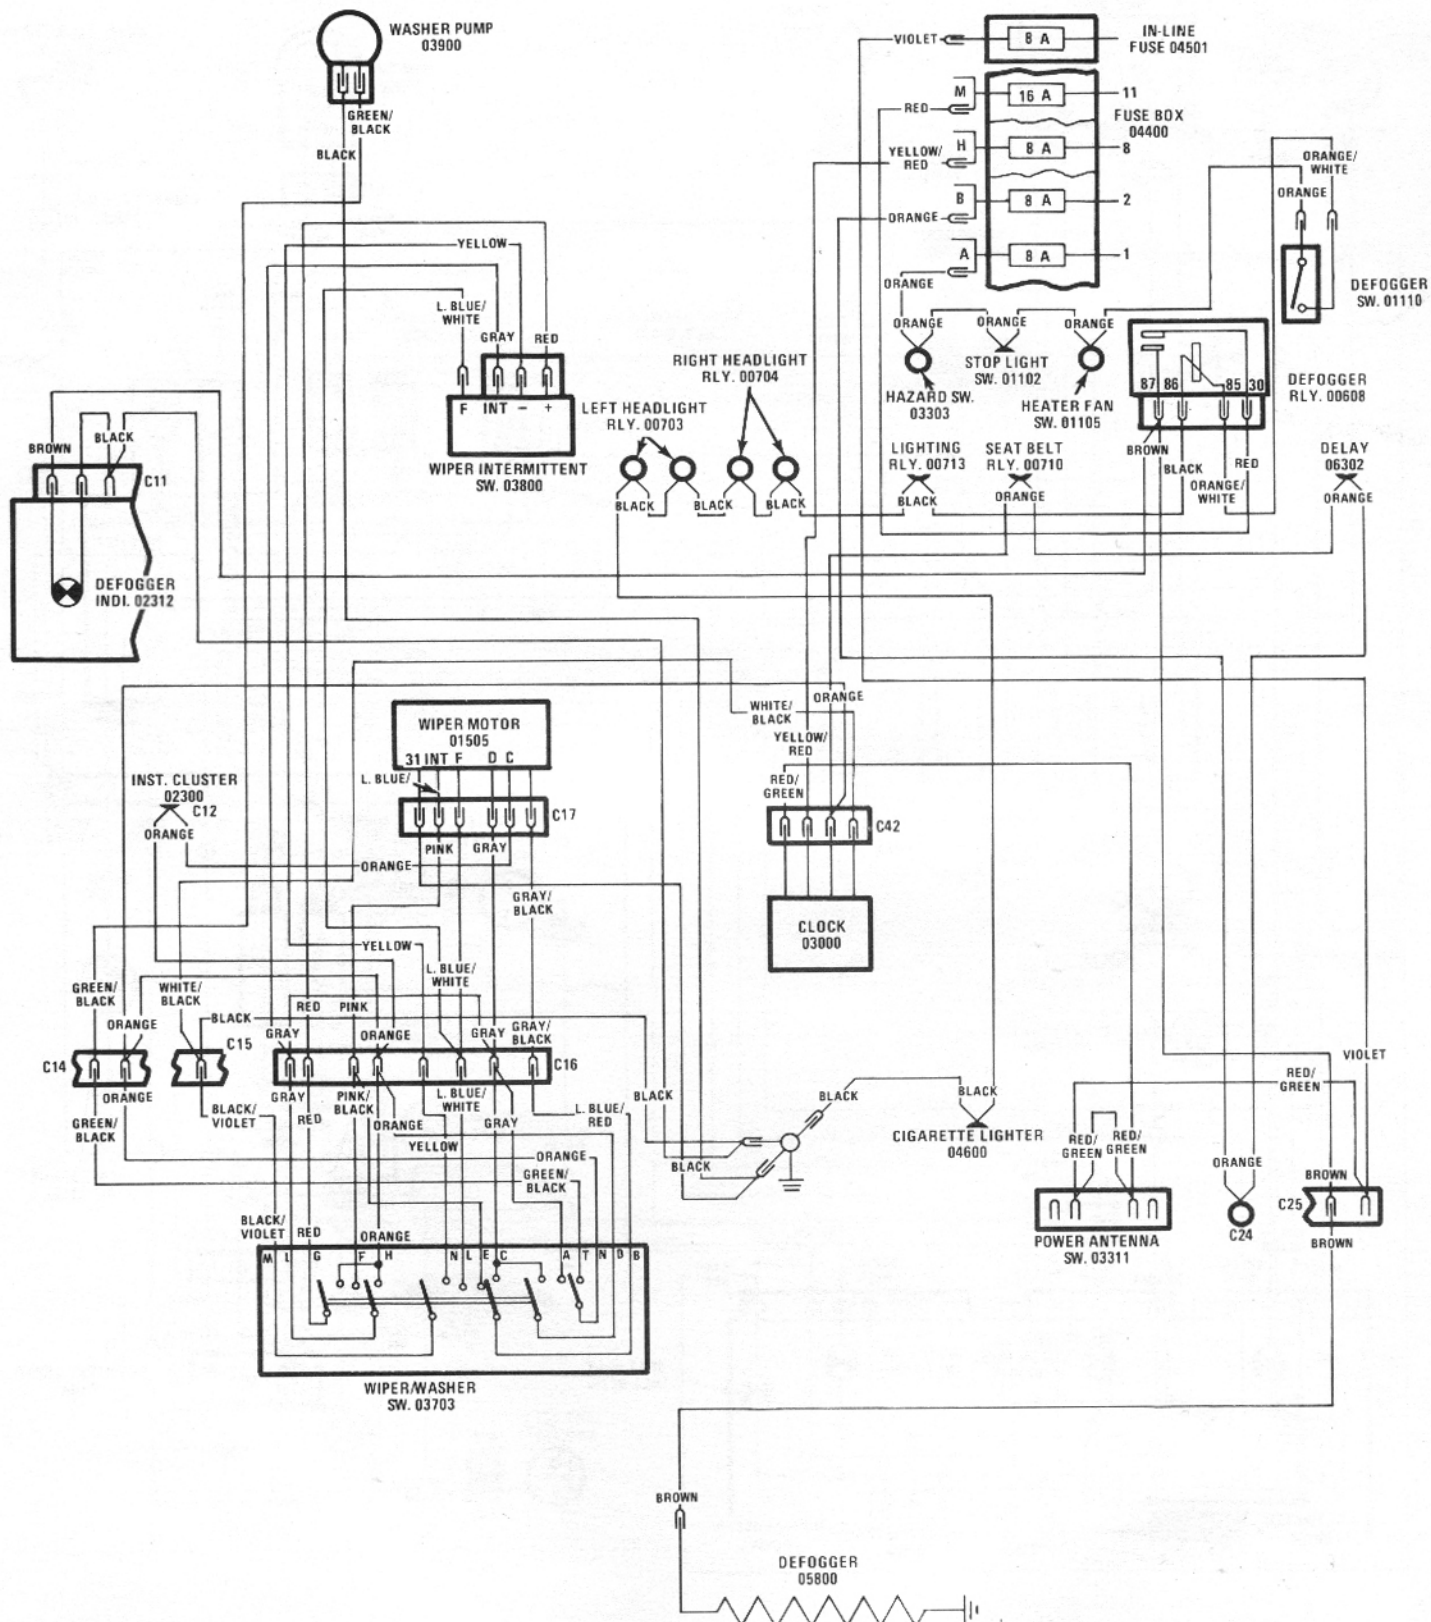 WASHER PUMP
03900
GREEN/
BLACK
BLACK
VIOLET
8 A
IN-LINE
FUSE 04501
M
RED
16 A
11
FUSE BOX
04400
YELLOW/
RED
H
8 A
8
B
ORANGE
8 A
2
A
ORANGE
8 A
1
ORANGE/
WHITE
ORANGE
DEFOGGER
SW. 01110
ORANGE
ORANGE
ORANGE
STOP LIGHT
SW. 01102
HAZARD SW.
03303
HEATER FAN
SW. 01105
87 86 85 30
DEFOGGER
RLY. 00608
YELLOW
L. BLUE/
WHITE
GRAY
RED
F INT − +
WIPER INTERMITTENT
SW. 03800
RIGHT HEADLIGHT
RLY. 00704
LEFT HEADLIGHT
RLY. 00703
BLACK
BLACK
BLACK
LIGHTING
RLY. 00713
BLACK
SEAT BELT
RLY. 00710
ORANGE
BROWN
BLACK
ORANGE/
WHITE
RED
DELAY
06302
ORANGE
BROWN
BLACK
C11
DEFOGGER
INDI. 02312
WIPER MOTOR
01505
31 INT F D C
L. BLUE/
C17
PINK
GRAY
ORANGE
GRAY/
BLACK
INST. CLUSTER
02300
C12
ORANGE
WHITE/
BLACK
ORANGE
YELLOW/
RED
RED/
GREEN
C42
CLOCK
03000
YELLOW
L. BLUE/
WHITE
GREEN/
BLACK
WHITE/
BLACK
ORANGE
BLACK
RED
PINK
GRAY
ORANGE
GRAY
GRAY/
BLACK
C14
C15
C16
ORANGE
GREEN/
BLACK
BLACK/
VIOLET
GRAY
RED
PINK/
BLACK
ORANGE
L. BLUE/
WHITE
YELLOW
GRAY
L. BLUE/
RED
ORANGE
GREEN/
BLACK
BLACK
BLACK
BLACK
BLACK
CIGARETTE LIGHTER
04600
VIOLET
RED/
GREEN
RED/
GREEN
RED/
GREEN
POWER ANTENNA
SW. 03311
ORANGE
C24
BROWN
C25
BROWN
BLACK/
VIOLET
RED
ORANGE
M L G F H N L E C A T N D B
WIPER/WASHER
SW. 03703
BROWN
DEFOGGER
05800